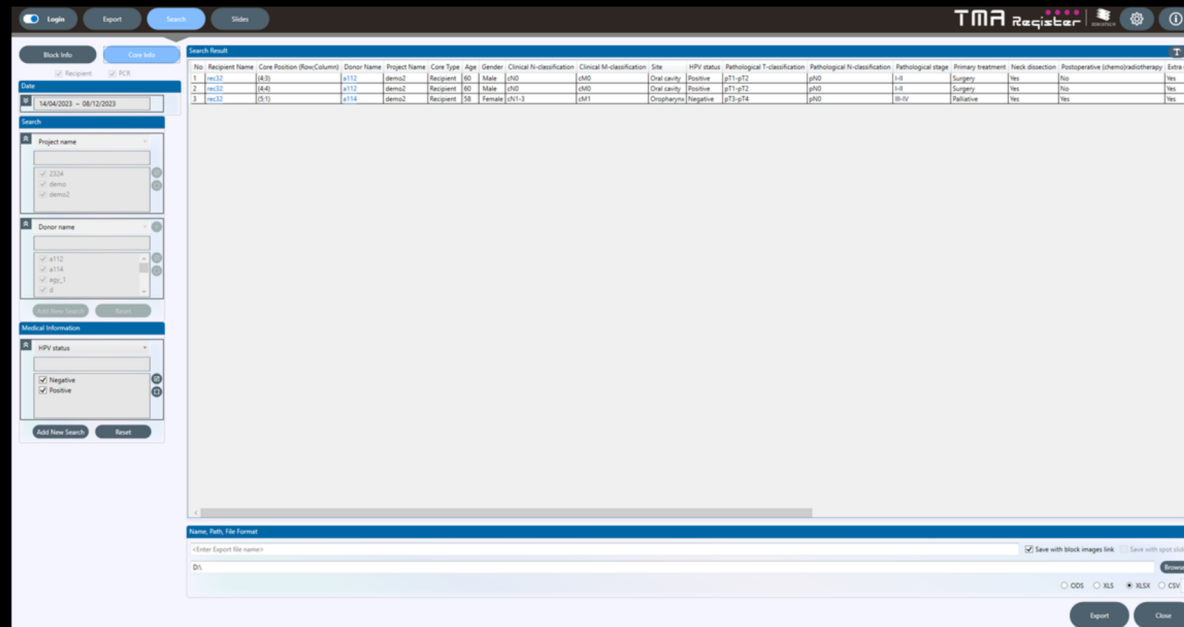 Login Export Search Slides TMA Register
Block Info Core Info
Recipient PCR
Date
14/04/2023 ~ 08/12/2023
Search
Project name
2324
demo
demo2
Donor name
a112
a114
agy_1
d
Add New Search Reset
Medical Information
HPV status
Negative
Positive
Add New Search Reset
Search Result
No Recipient Name Core Position (Row;Column) Donor Name Project Name Core Type Age Gender Clinical N-classification Clinical M-classification Site HPV status Pathological T-classification Pathological N-classification Pathological stage Primary treatment Neck dissection Postoperative (chemo)radiotherapy Extra
1 rec32 (4;3) a112 demo2 Recipient 60 Male cN0 cM0 Oral cavity Positive pT1-pT2 pN0 I-II Surgery Yes No Yes
2 rec32 (4;4) a112 demo2 Recipient 60 Male cN0 cM0 Oral cavity Positive pT1-pT2 pN0 I-II Surgery Yes No Yes
3 rec32 (5;1) a114 demo2 Recipient 58 Female cN1-3 cM1 Oropharynx Negative pT3-pT4 pN0 III-IV Palliative Yes Yes Yes
Name, Path, File Format
<Enter Export file name> Save with block images link Save with spot slid
D:\ Browse
ODS XLS XLSX CSV
Export Close